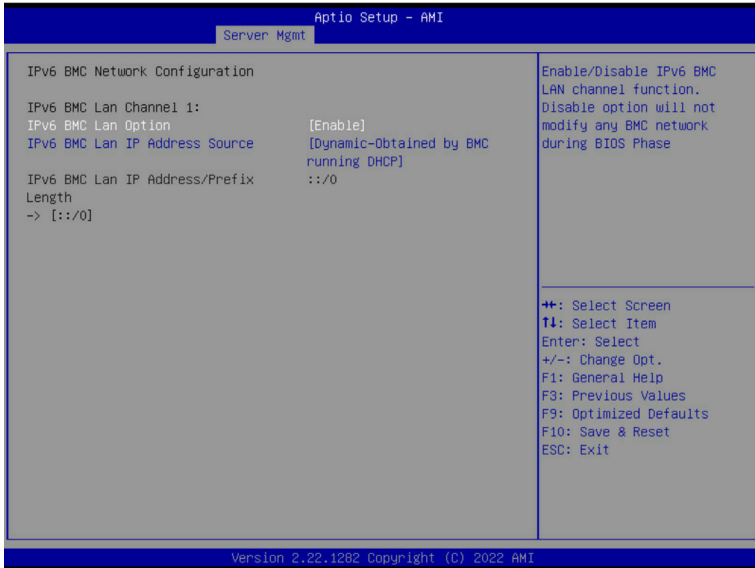 Aptio Setup – AMI
Server Mgmt
IPv6 BMC Network Configuration
IPv6 BMC Lan Channel 1:
IPv6 BMC Lan Option [Enable]
IPv6 BMC Lan IP Address Source [Dynamic-Obtained by BMC
running DHCP]
IPv6 BMC Lan IP Address/Prefix ::/0
Length
-> [::/0]
Enable/Disable IPv6 BMC
LAN channel function.
Disable option will not
modify any BMC network
during BIOS Phase
→←: Select Screen
↑↓: Select Item
Enter: Select
+/-: Change Opt.
F1: General Help
F3: Previous Values
F9: Optimized Defaults
F10: Save & Reset
ESC: Exit
Version 2.22.1282 Copyright (C) 2022 AMI